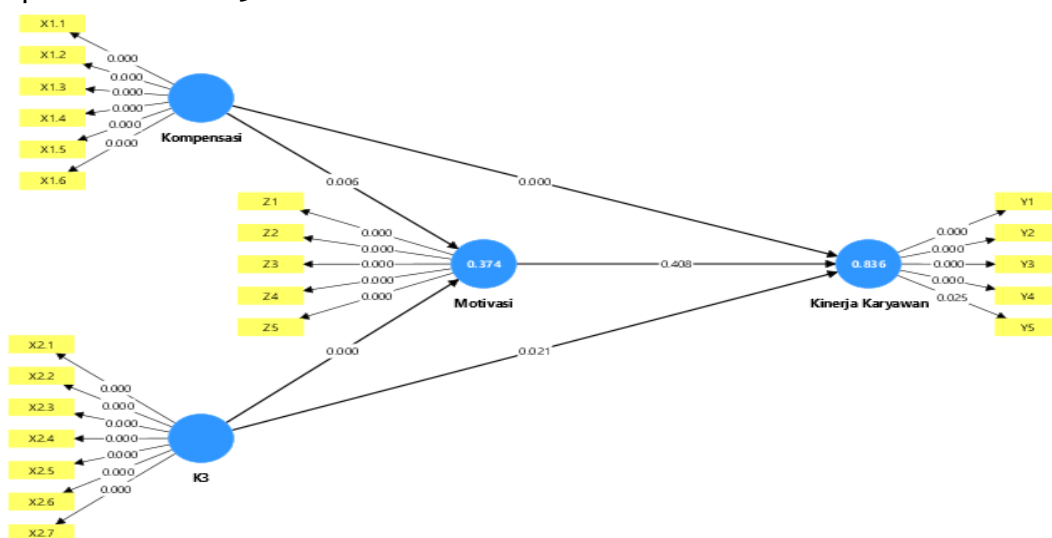 X1.1
0.000
X1.2
0.000
X1.3
0.000
X1.4
0.000
X1.5
0.000
X1.6
0.000
Kompensasi
0.006
0.000
Z1
0.000
Z2
0.000
Z3
0.000
Z4
0.000
Z5
0.000
0.374
Motivasi
0.408
0.836
Kinerja Karyawan
Y1
0.000
Y2
0.000
Y3
0.000
Y4
0.000
Y5
0.025
0.000
0.021
X2.1
0.000
X2.2
0.000
X2.3
0.000
X2.4
0.000
X2.5
0.000
X2.6
0.000
X2.7
0.000
K3